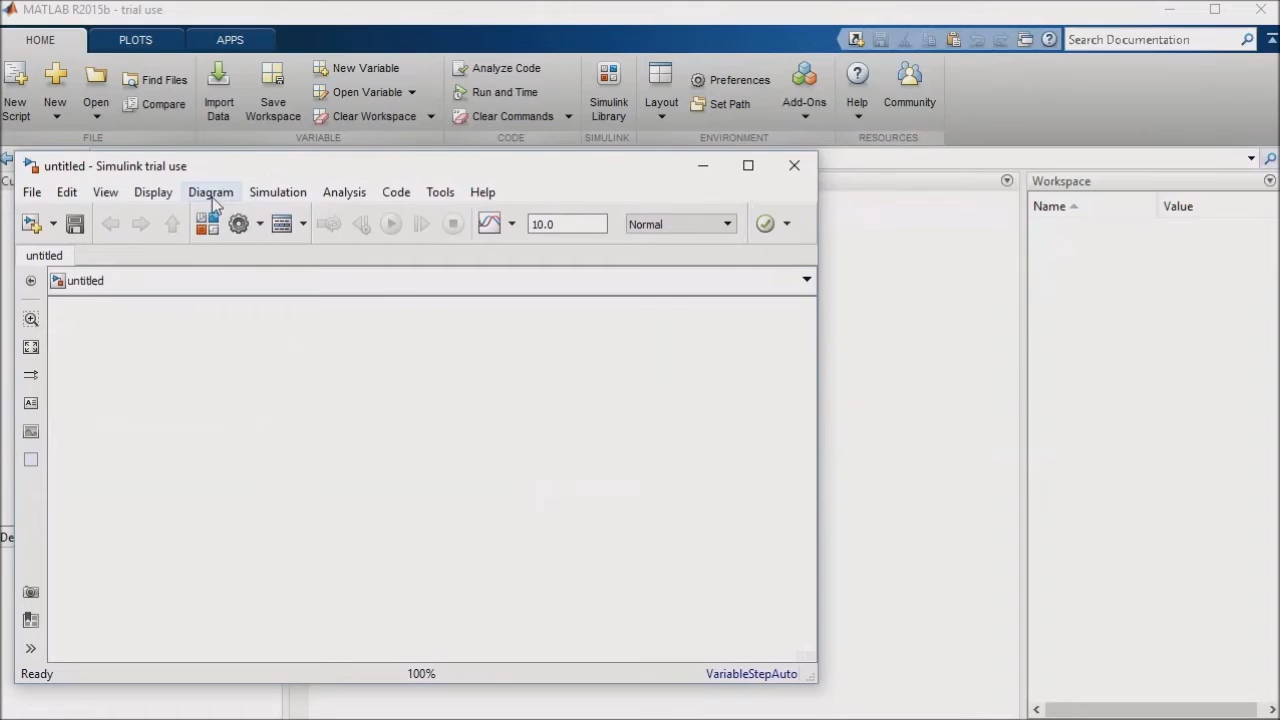 MATLAB R2015b - trial use
HOME PLOTS APPS Search Documentation
New Script
New
Open
Find Files
Compare
FILE
Import Data
Save Workspace
New Variable
Open Variable
Clear Workspace
VARIABLE
Analyze Code
Run and Time
Clear Commands
CODE
Simulink Library
SIMULINK
Layout
Preferences
Set Path
Add-Ons
ENVIRONMENT
Help
Community
RESOURCES
Cu
untitled - Simulink trial use
File Edit View Display Diagram Simulation Analysis Code Tools Help
10.0 Normal
untitled
untitled
Ready 100% VariableStepAuto
De
Workspace
Name Value